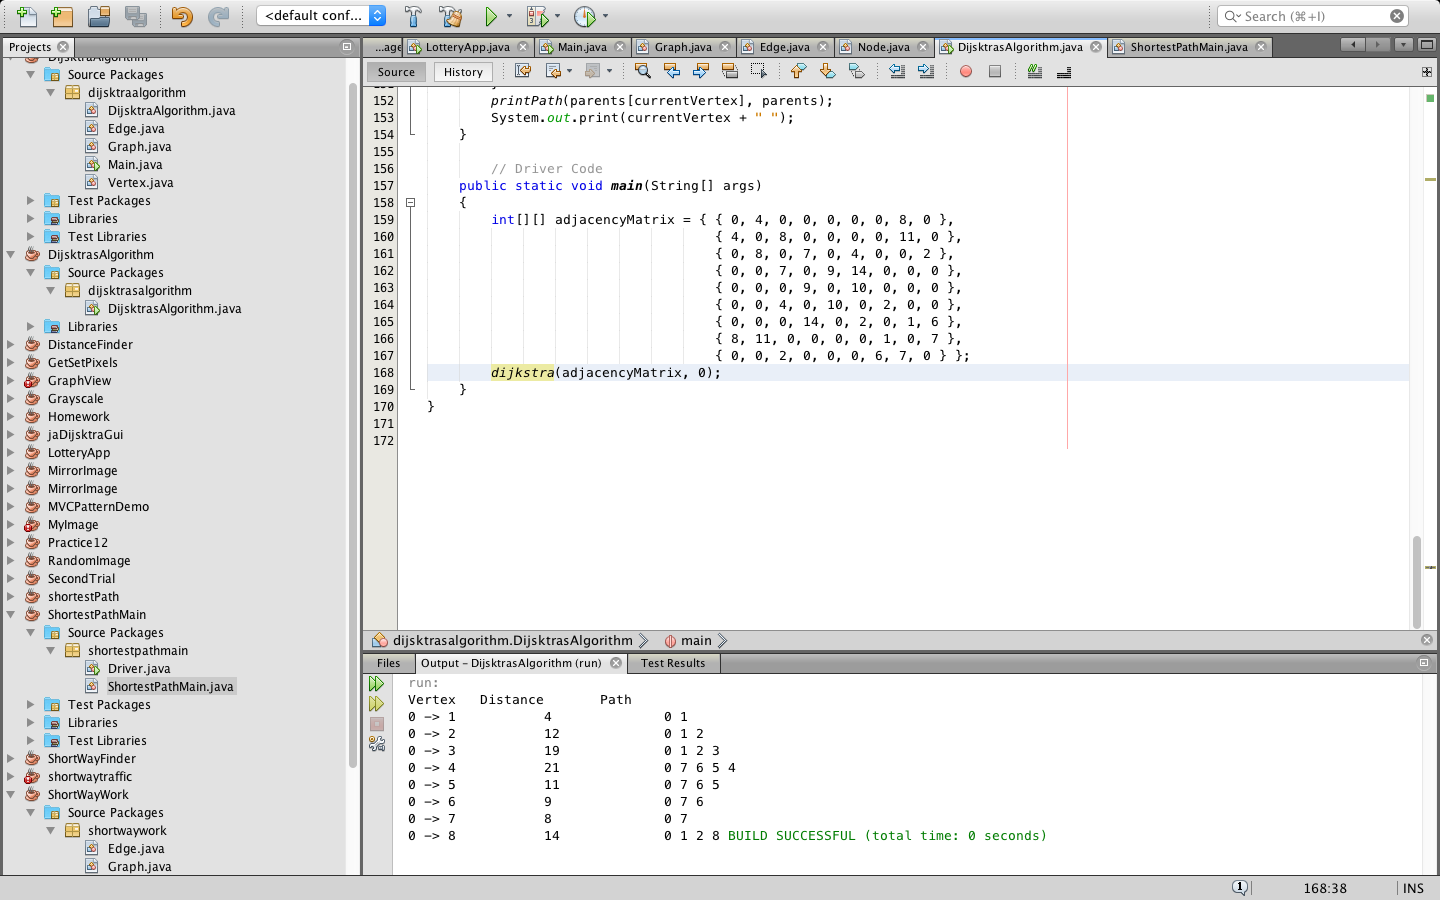 <default conf...
Search (⌘+I)
Projects
...age
LotteryApp.java
Main.java
Graph.java
Edge.java
Node.java
DijsktrasAlgorithm.java
ShortestPathMain.java
Source
History
DijsktraAlgorithm
Source Packages
dijsktraalgorithm
DijsktraAlgorithm.java
Edge.java
Graph.java
Main.java
Vertex.java
Test Packages
Libraries
Test Libraries
DijsktrasAlgorithm
Source Packages
dijsktrasalgorithm
DijsktrasAlgorithm.java
Libraries
DistanceFinder
GetSetPixels
GraphView
Grayscale
Homework
jaDijsktraGui
LotteryApp
MirrorImage
MirrorImage
MVCPatternDemo
MyImage
Practice12
RandomImage
SecondTrial
shortestPath
ShortestPathMain
Source Packages
shortestpathmain
Driver.java
ShortestPathMain.java
Test Packages
Libraries
Test Libraries
ShortWayFinder
shortwaytraffic
ShortWayWork
Source Packages
shortwaywork
Edge.java
Graph.java
151 }
152 printPath(parents[currentVertex], parents);
153 System.out.print(currentVertex + " ");
154 }
155
156 // Driver Code
157 public static void main(String[] args)
158 {
159 int[][] adjacencyMatrix = { { 0, 4, 0, 0, 0, 0, 0, 8, 0 },
160 { 4, 0, 8, 0, 0, 0, 0, 11, 0 },
161 { 0, 8, 0, 7, 0, 4, 0, 0, 2 },
162 { 0, 0, 7, 0, 9, 14, 0, 0, 0 },
163 { 0, 0, 0, 9, 0, 10, 0, 0, 0 },
164 { 0, 0, 4, 0, 10, 0, 2, 0, 0 },
165 { 0, 0, 0, 14, 0, 2, 0, 1, 6 },
166 { 8, 11, 0, 0, 0, 0, 1, 0, 7 },
167 { 0, 0, 2, 0, 0, 0, 6, 7, 0 } };
168 dijkstra(adjacencyMatrix, 0);
169 }
170 }
171
172
dijsktrasalgorithm.DijsktrasAlgorithm
main
Files
Output - DijsktrasAlgorithm (run)
Test Results
run:
Vertex Distance Path
0 -> 1 4 0 1
0 -> 2 12 0 1 2
0 -> 3 19 0 1 2 3
0 -> 4 21 0 7 6 5 4
0 -> 5 11 0 7 6 5
0 -> 6 9 0 7 6
0 -> 7 8 0 7
0 -> 8 14 0 1 2 8 BUILD SUCCESSFUL (total time: 0 seconds)
1
168:38
INS